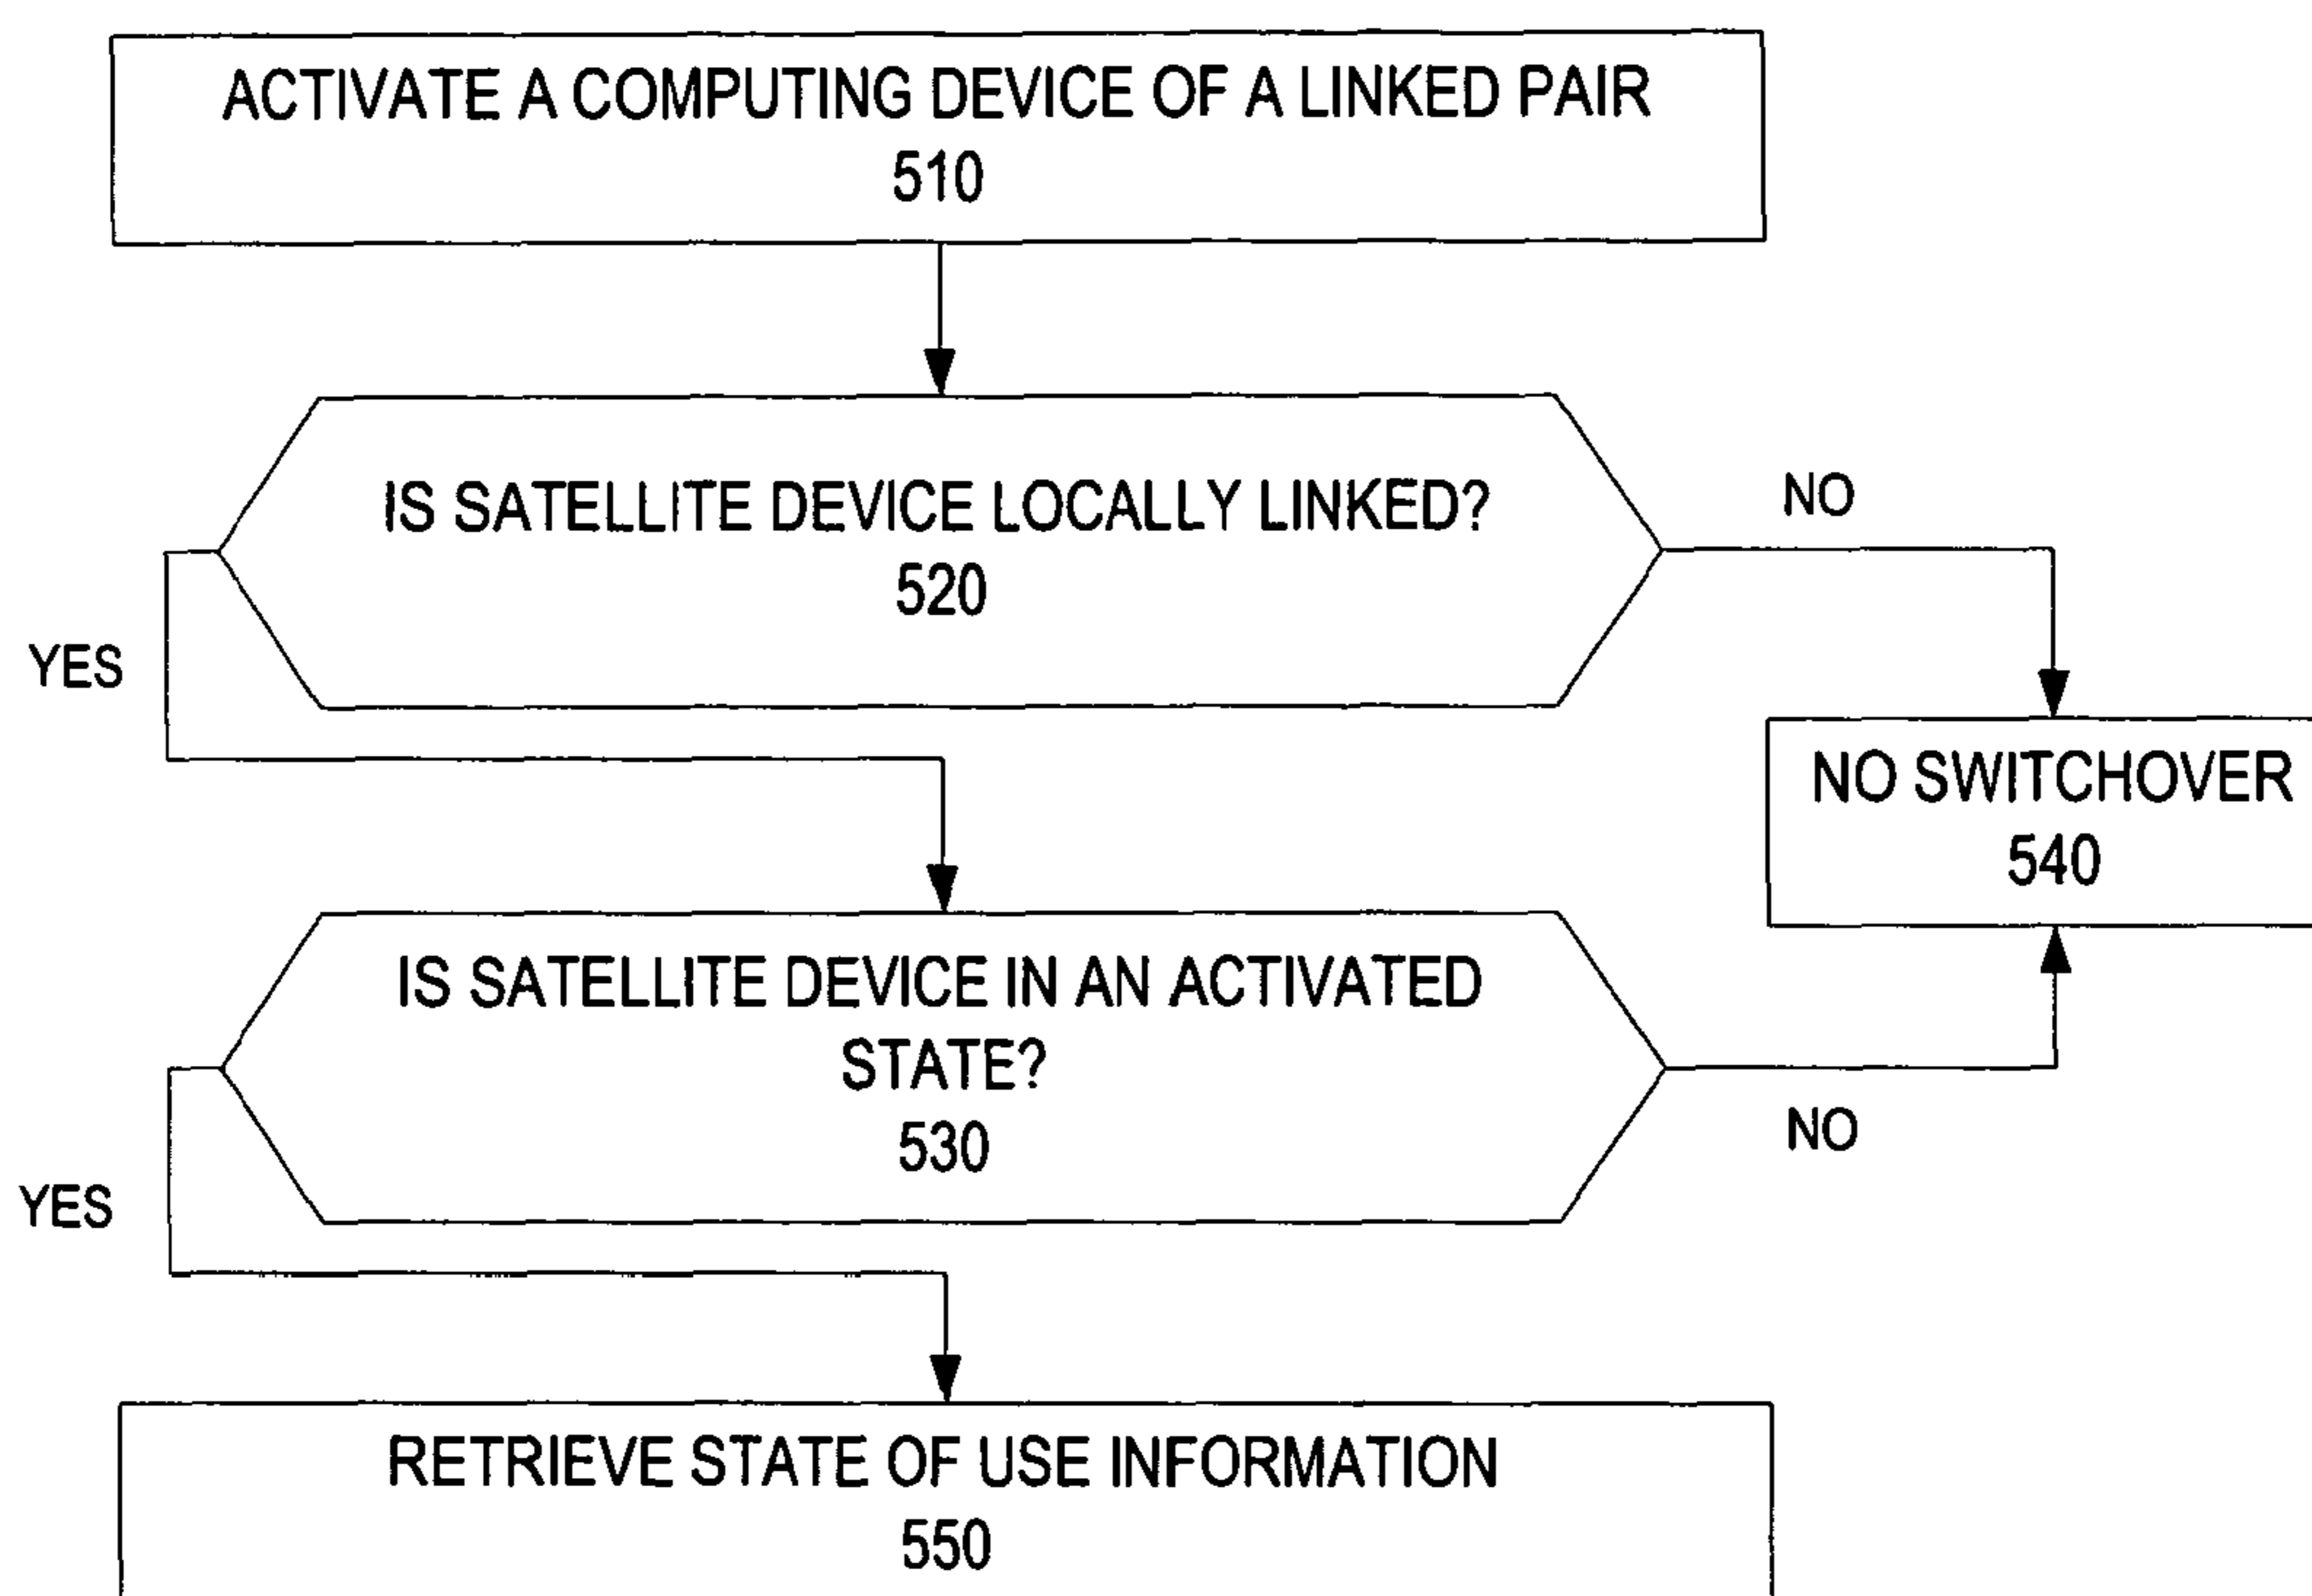 ACTIVATE A COMPUTING DEVICE OF A LINKED PAIR
510
IS SATELLITE DEVICE LOCALLY LINKED?
520
NO
YES
NO SWITCHOVER
540
IS SATELLITE DEVICE IN AN ACTIVATED
STATE?
530
NO
YES
RETRIEVE STATE OF USE INFORMATION
550